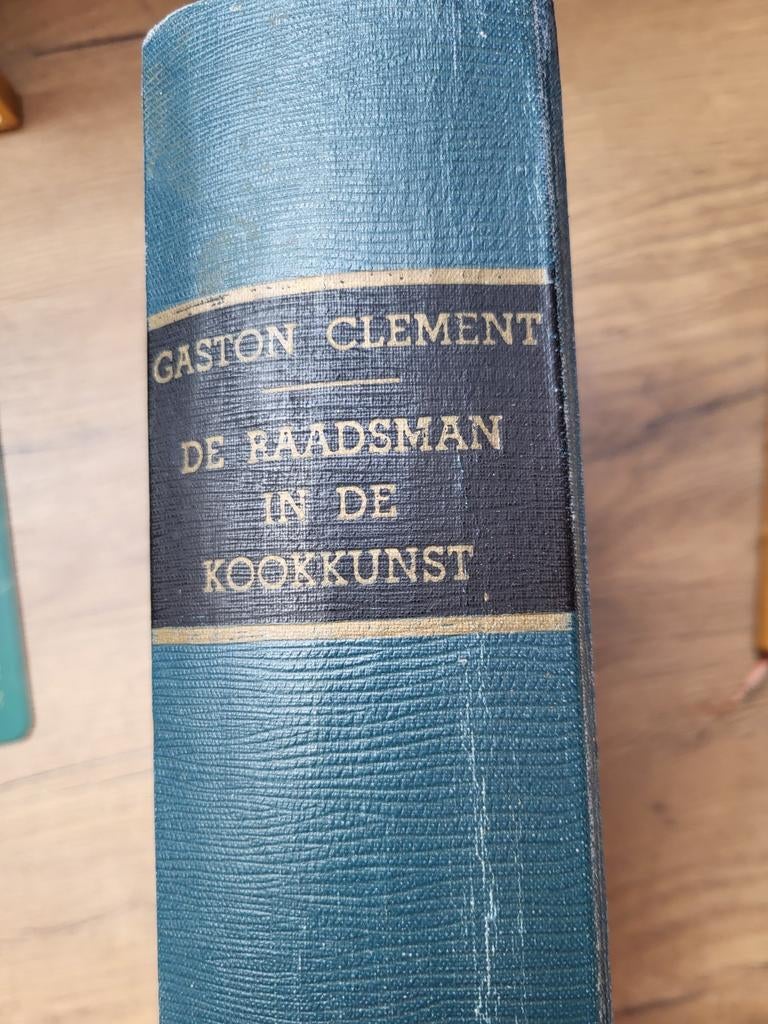 GASTON CLEMENT
DE RAADSMAN
IN DE
KOOKKUNST